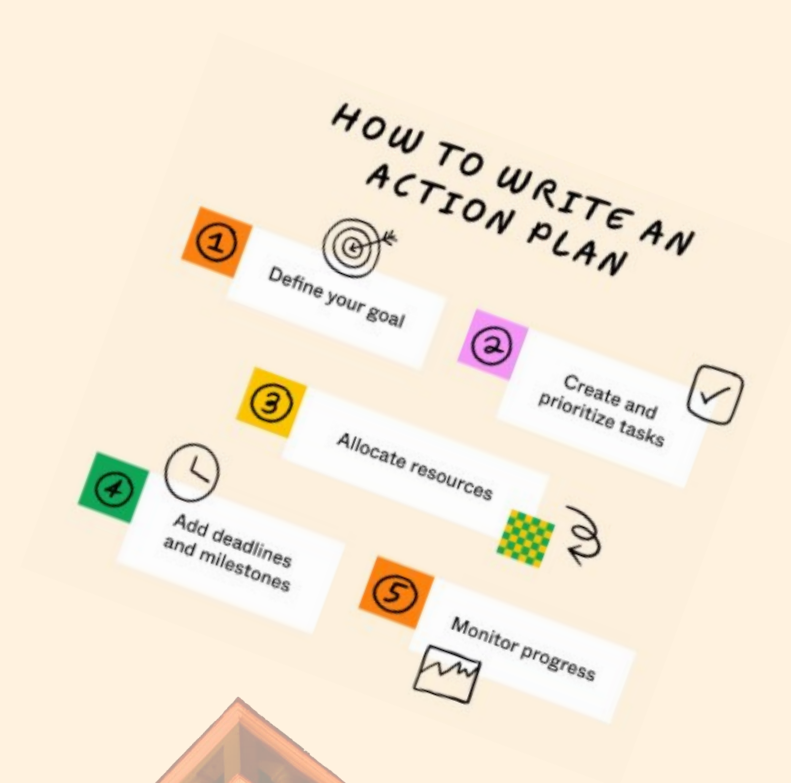 HOW TO WRITE AN
ACTION PLAN
1
Define your goal
2
Create and
prioritize tasks
3
Allocate resources
4
Add deadlines
and milestones
5
Monitor progress